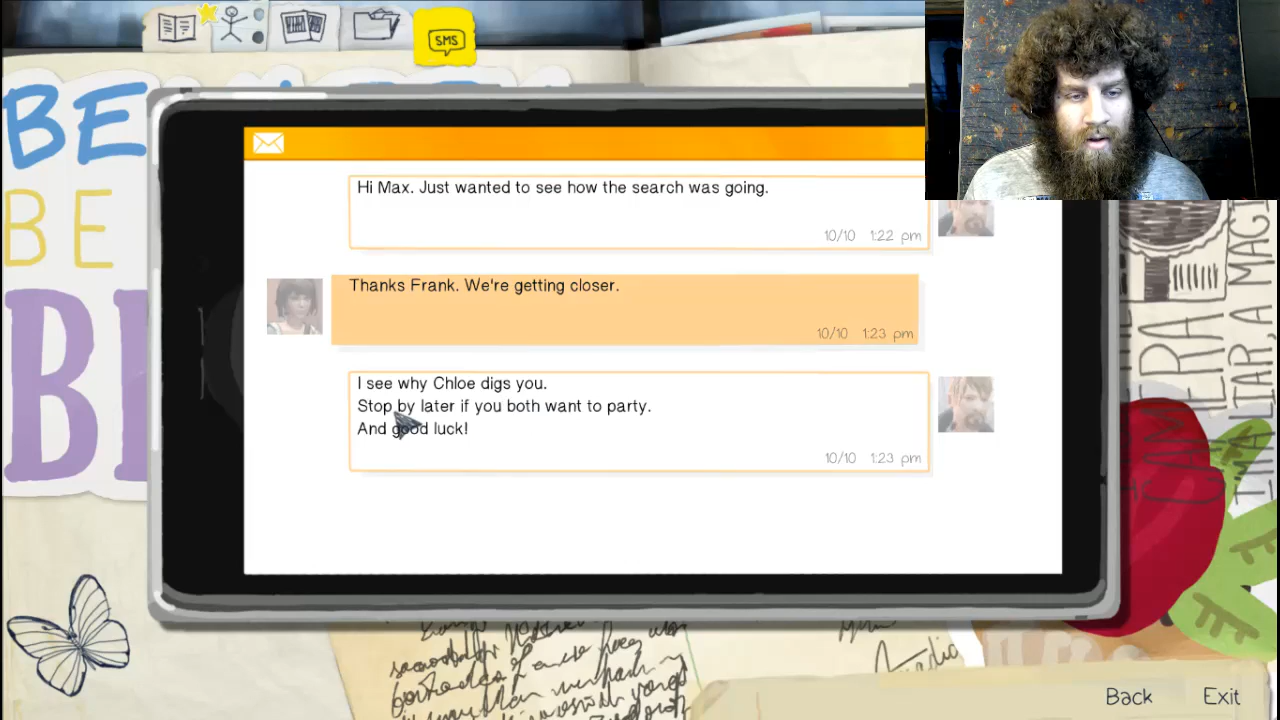 SMS
BE
BE
Hi Max. Just wanted to see how the search was going.
10/10 1:22 pm
Thanks Frank. We're getting closer.
10/10 1:23 pm
I see why Chloe digs you.
Stop by later if you both want to party.
And good luck!
10/10 1:23 pm
Back Exit